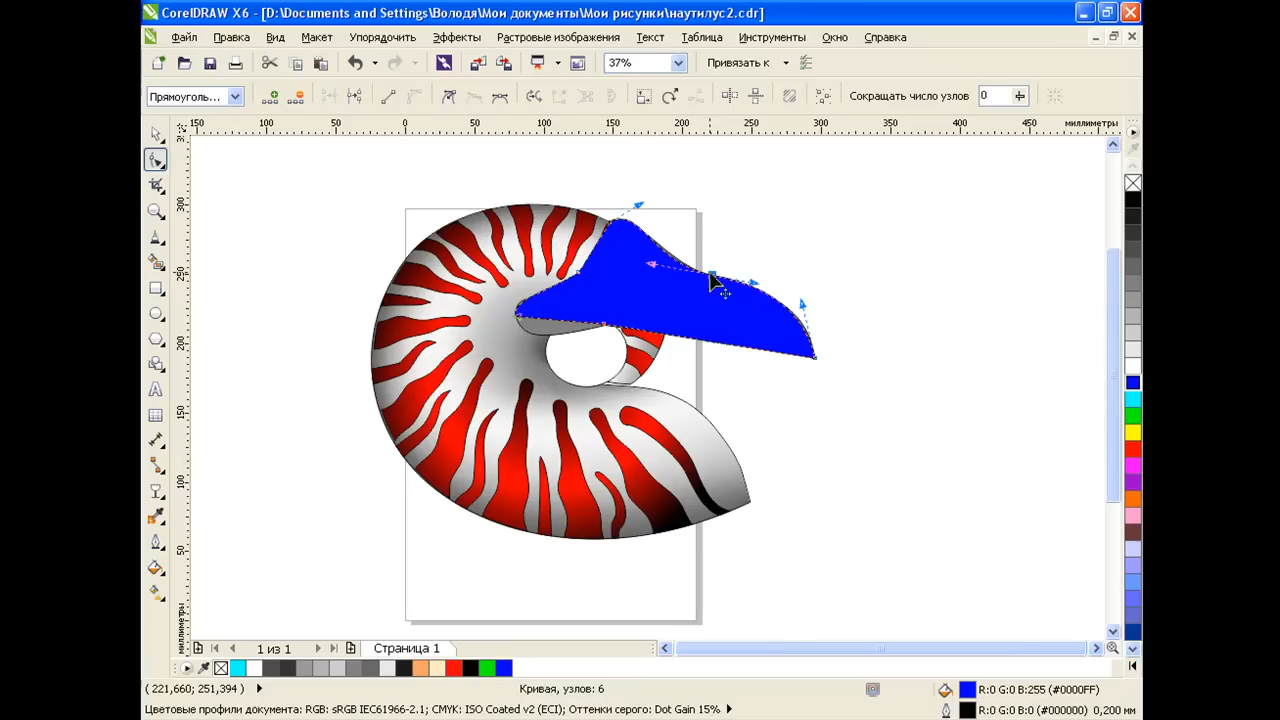 CorelDRAW X6 - [D:\Documents and Settings\Володя\Мои документы\Мои рисунки\наутилус2.cdr]
Файл Правка Вид Макет Упорядочить Эффекты Растровые изображения Текст Таблица Инструменты Окно Справка
37% Привязать к
Прямоуголь... Сокращать число узлов 0
150 100 50 0 50 100 150 200 250 300 350 400 450 миллиметры
300
250
200
150
100
50
миллиметры
1 из 1 Страница 1
( 221,660; 251,394 ) Кривая, узлов: 6 R:0 G:0 B:255 (#0000FF)
Цветовые профили документа: RGB: sRGB IEC61966-2.1; CMYK: ISO Coated v2 (ECI); Оттенки серого: Dot Gain 15% R:0 G:0 B:0 (#000000) 0,200 мм